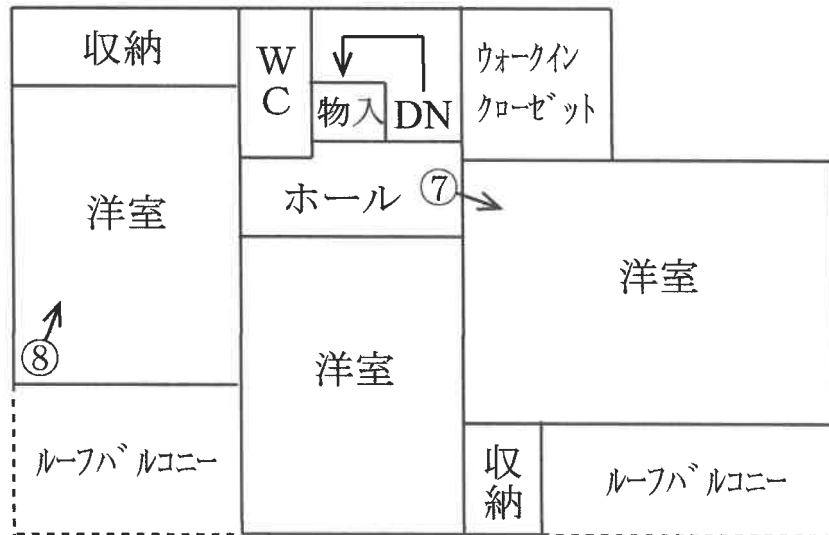 収納
WC
物入
DN
ウォークイン
クローゼット
洋室
ホール
⑦
洋室
⑧
洋室
ルーフバルコニー
収納
ルーフバルコニー